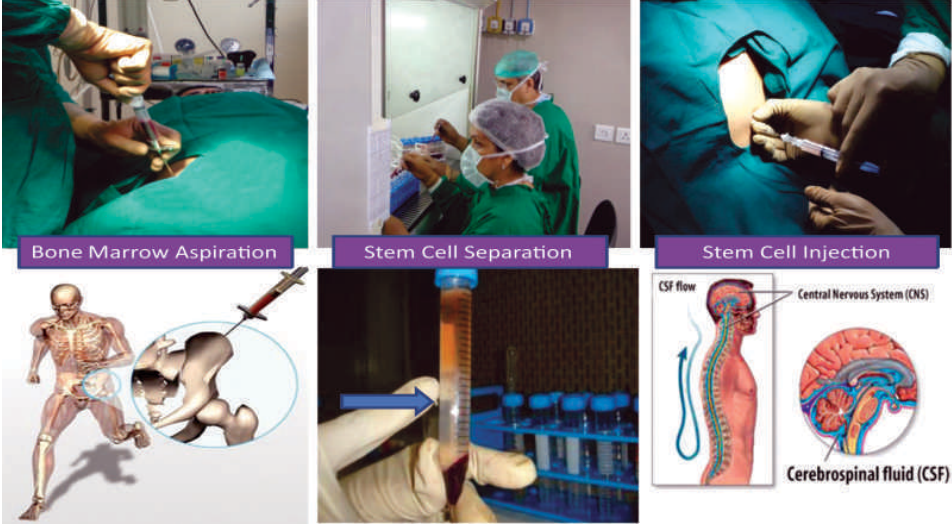 Bone Marrow Aspiration
Stem Cell Separation
Stem Cell Injection
CSF flow
Central Nervous System (CNS)
Cerebrospinal fluid (CSF)